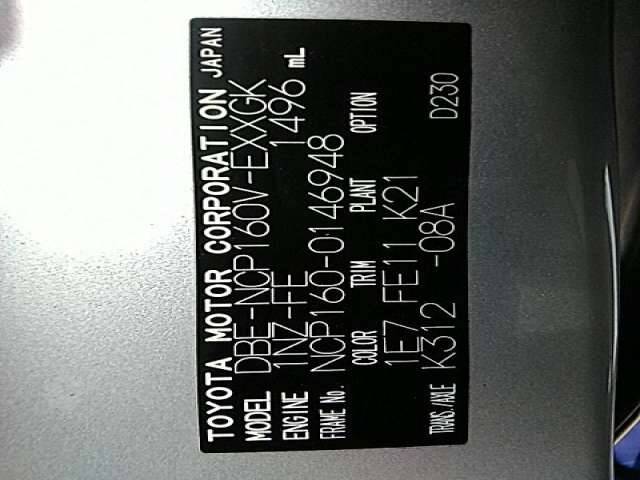 TOYOTA MOTOR CORPORATION JAPAN
MODEL DBE-NCP160V-EXXGK
ENGINE 1NZ-FE 1496 mL
FRAME No. NCP160-0146948
COLOR TRIM PLANT OPTION
1E7 FE11 K21
TRANS./AXLE K312 -08A D230